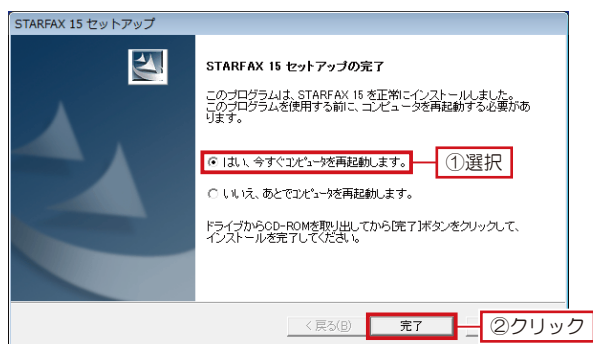 STARFAX 15 セットアップ
STARFAX 15 セットアップの完了
このプログラムは、STARFAX 15 を正常にインストールしました。
このプログラムを使用する前に、コンピュータを再起動する必要があ
ります。
はい、今すぐコンピュータを再起動します。
①選択
いいえ、あとでコンピュータを再起動します。
ドライブからCD-ROMを取り出してから[完了]ボタンをクリックして、
インストールを完了してください。
< 戻る(B)
完了
②クリック